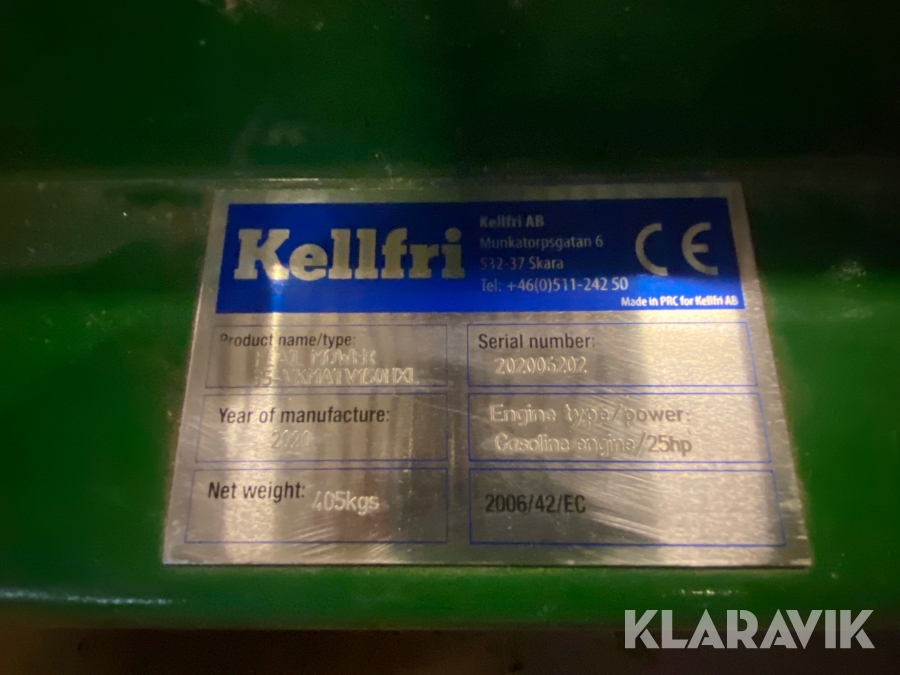 Kellfri
Kellfri AB
Munkatorpsgatan 6
532-37 Skara
Tel: +46(0)511-242 50
CE
Made in PRC for Kellfri AB
Product name/type:
FLAIL MOWER
Serial number:
202006202
Year of manufacture:
2020
Engine type/power:
Gasoline engine/25hp
Net weight:
405kgs
2006/42/EC
KLARAVIK